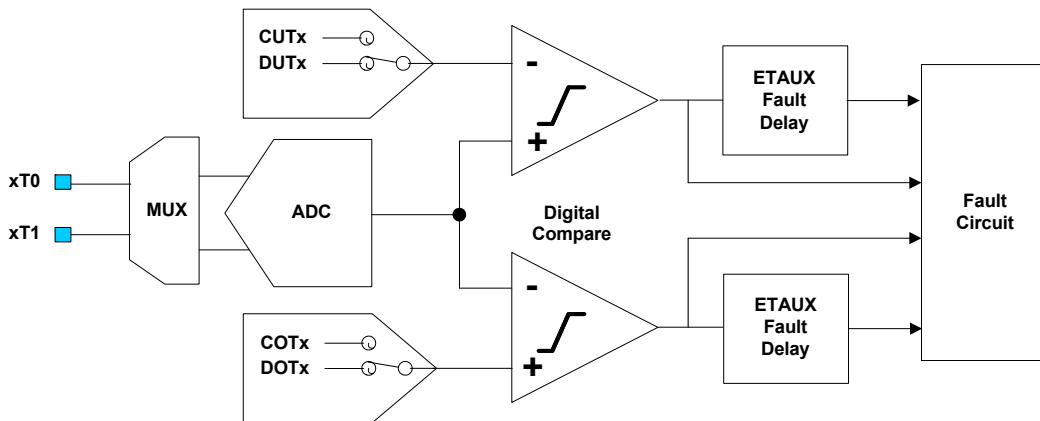 CUTx
DUTx
-
+
ETAUX
Fault
Delay
xT0
xT1
MUX
ADC
Digital
Compare
Fault
Circuit
-
+
ETAUX
Fault
Delay
COTx
DOTx